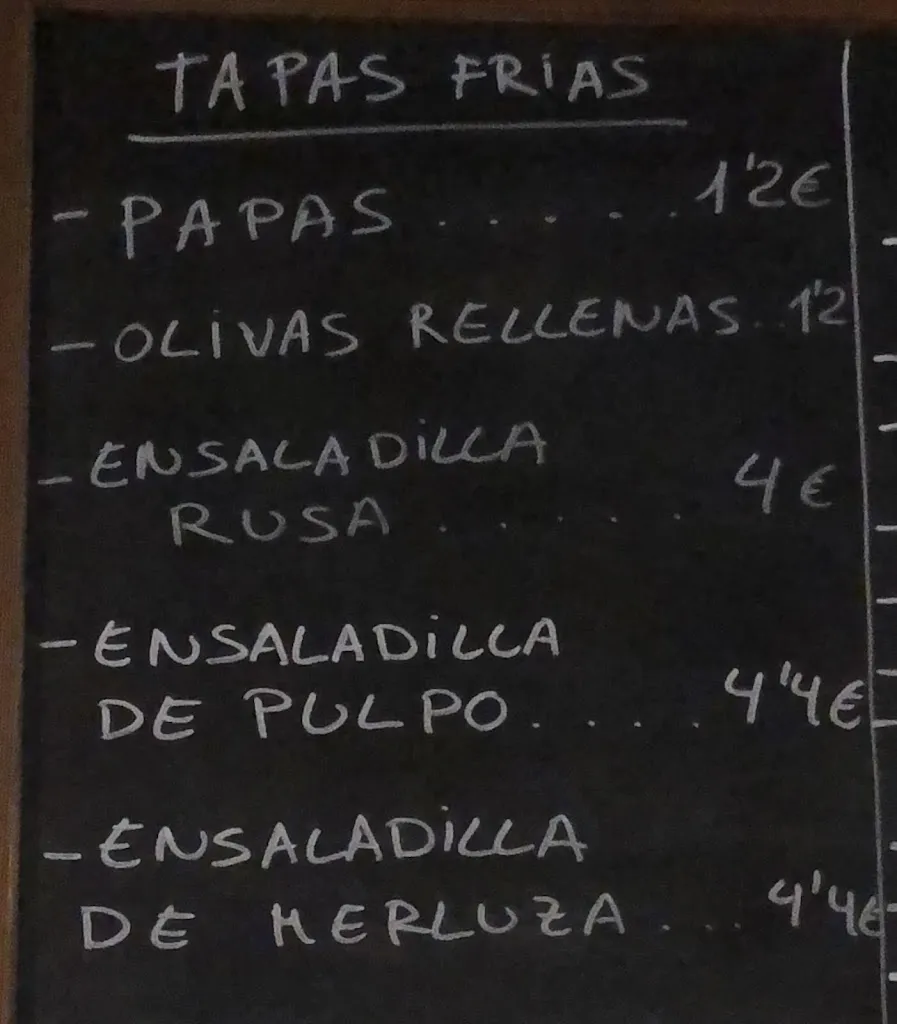 TAPAS FRIAS
- PAPAS . . . . . . 1'2€
- OLIVAS RELLENAS . . 1'2
- ENSALADILLA
RUSA . . . . . 4€
- ENSALADILLA
DE PULPO . . . . 4'4€
- ENSALADILLA
DE MERLUZA . . . 4'4€